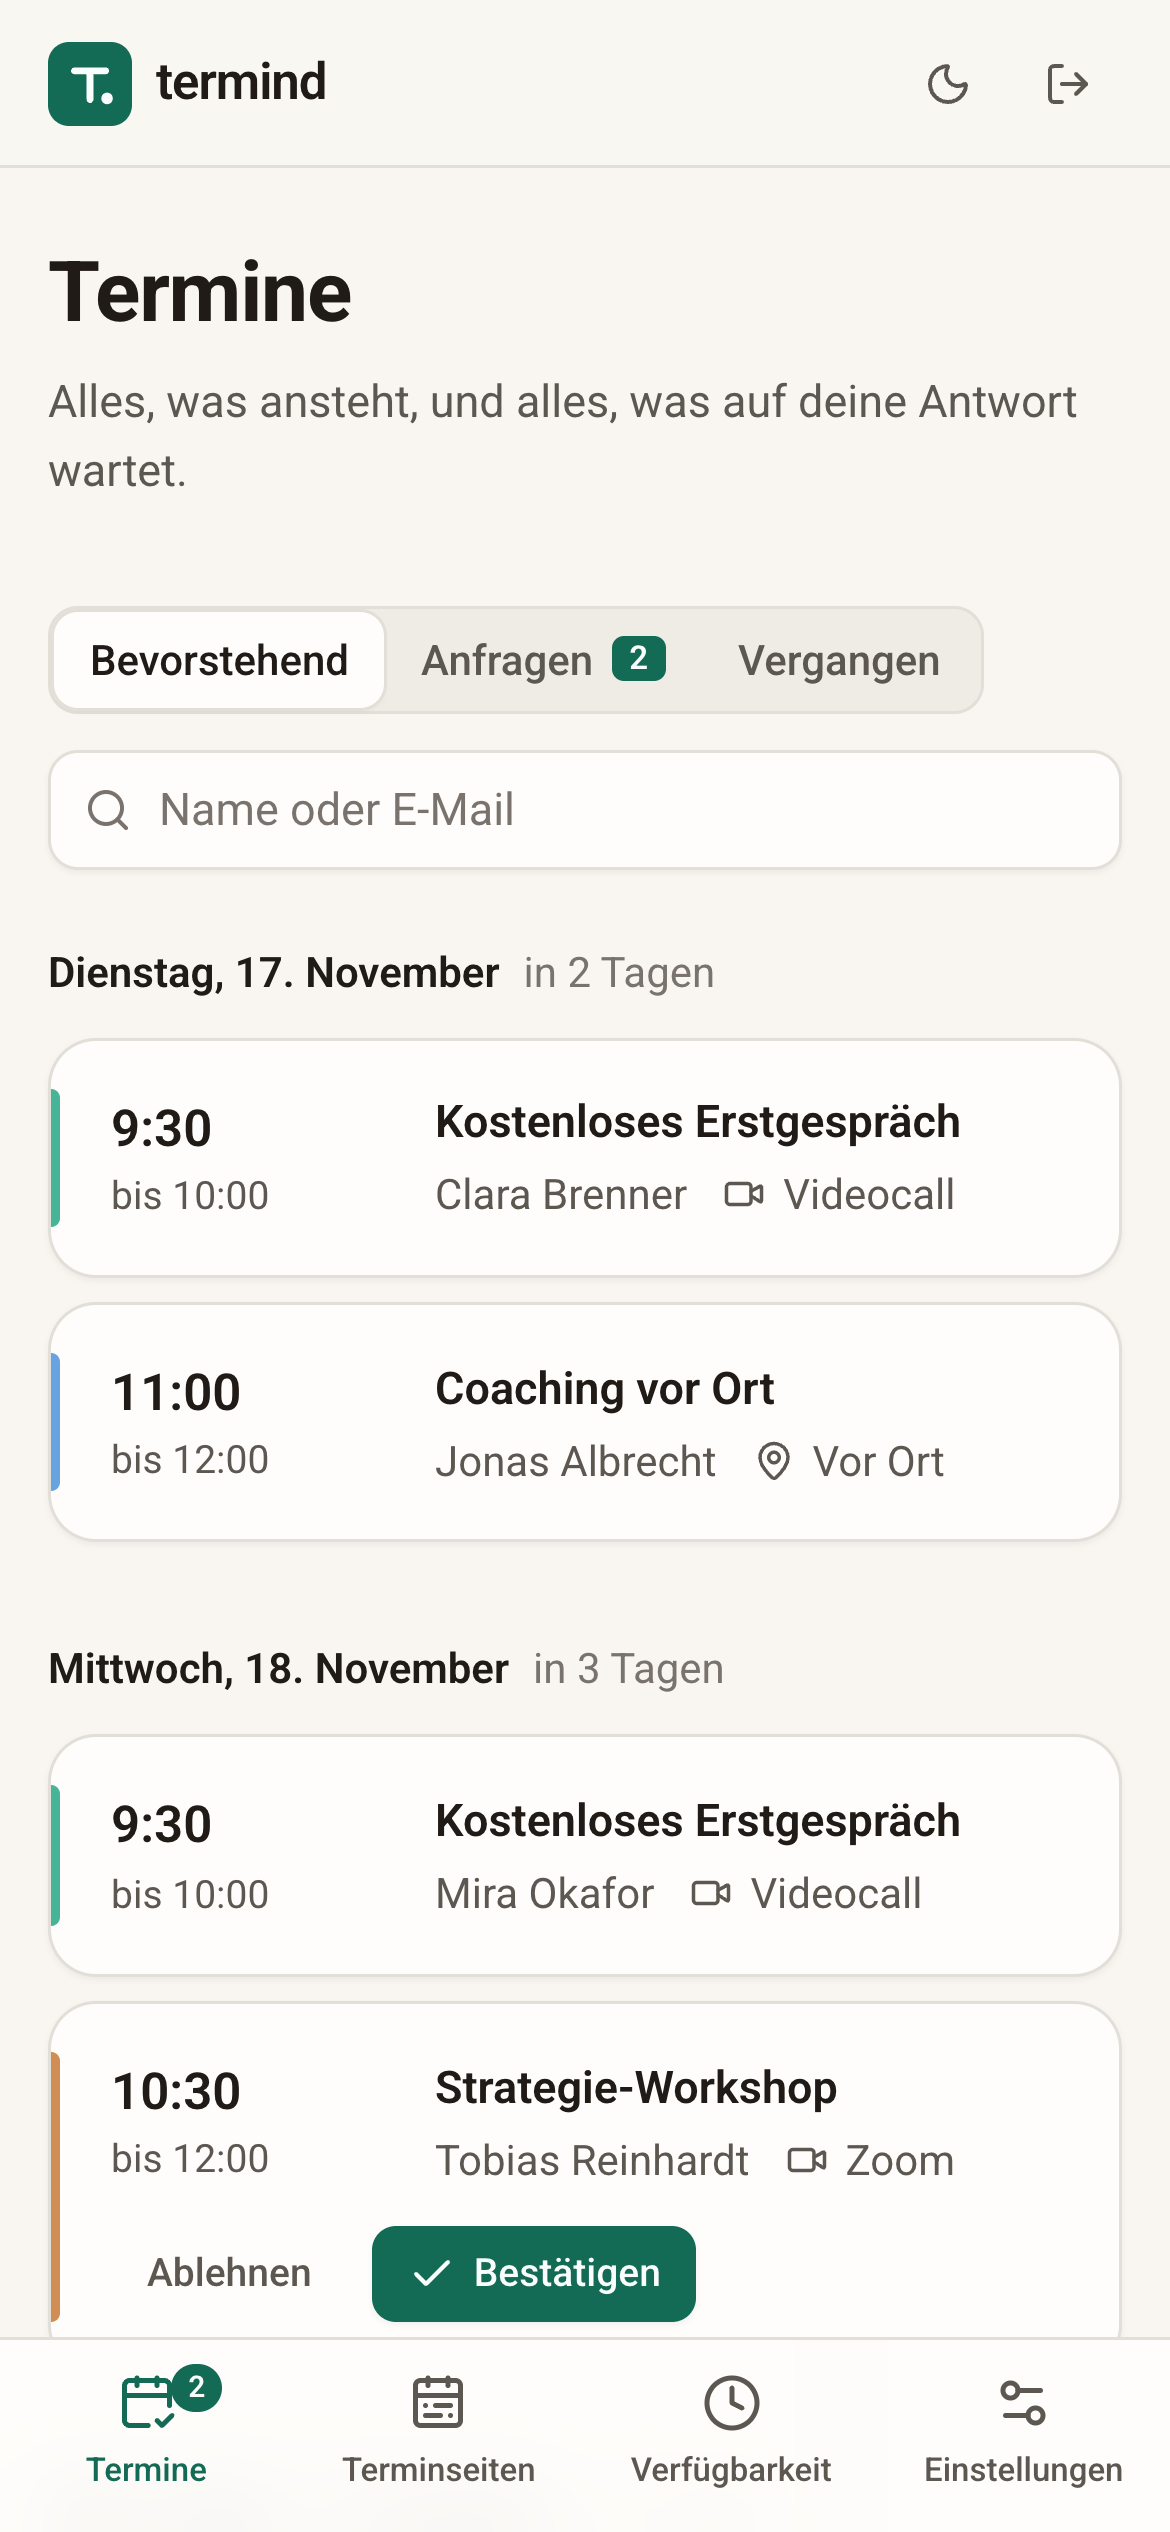 T. termind
Termine
Alles, was ansteht, und alles, was auf deine Antwort
wartet.
Bevorstehend Anfragen 2 Vergangen
Name oder E-Mail
Dienstag, 17. November in 2 Tagen
9:30 Kostenloses Erstgespräch
bis 10:00 Clara Brenner Videocall
11:00 Coaching vor Ort
bis 12:00 Jonas Albrecht Vor Ort
Mittwoch, 18. November in 3 Tagen
9:30 Kostenloses Erstgespräch
bis 10:00 Mira Okafor Videocall
10:30 Strategie-Workshop
bis 12:00 Tobias Reinhardt Zoom
Ablehnen Bestätigen
2
Termine Terminseiten Verfügbarkeit Einstellungen